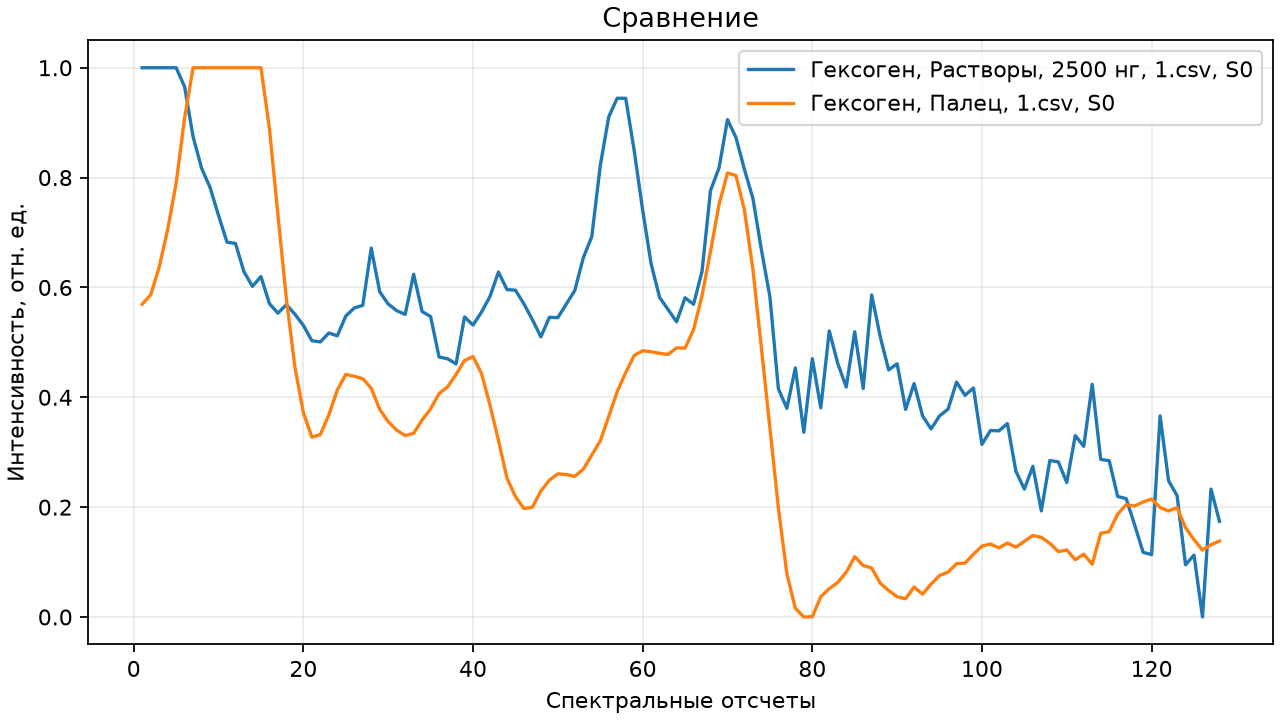 Сравнение
Гексоген, Растворы, 2500 нг, 1.csv, S0
Гексоген, Палец, 1.csv, S0
Интенсивность, отн. ед.
1.0
0.8
0.6
0.4
0.2
0.0
0 20 40 60 80 100 120
Спектральные отсчеты